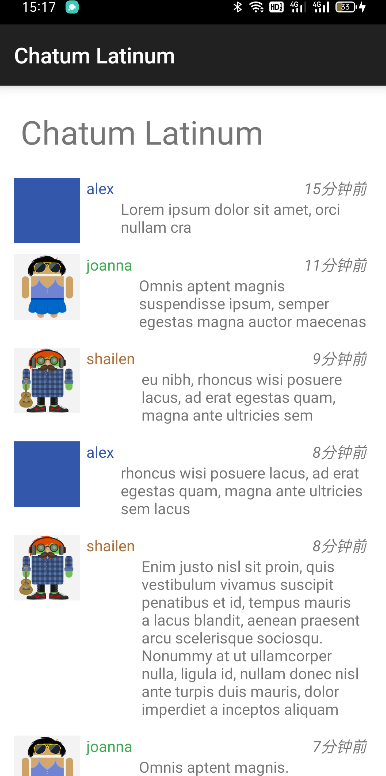 15:17 HD 4G 4G 33
Chatum Latinum
Chatum Latinum
alex 15分钟前
Lorem ipsum dolor sit amet, orci
nullam cra
joanna 11分钟前
Omnis aptent magnis
suspendisse ipsum, semper
egestas magna auctor maecenas
shailen 9分钟前
eu nibh, rhoncus wisi posuere
lacus, ad erat egestas quam,
magna ante ultricies sem
alex 8分钟前
rhoncus wisi posuere lacus, ad erat
egestas quam, magna ante ultricies
sem lacus
shailen 8分钟前
Enim justo nisl sit proin, quis
vestibulum vivamus suscipit
penatibus et id, tempus mauris
a lacus blandit, aenean praesent
arcu scelerisque sociosqu.
Nonummy at ut ullamcorper
nulla, ligula id, nullam donec nisl
ante turpis duis mauris, dolor
imperdiet a inceptos aliquam
joanna 7分钟前
Omnis aptent magnis.